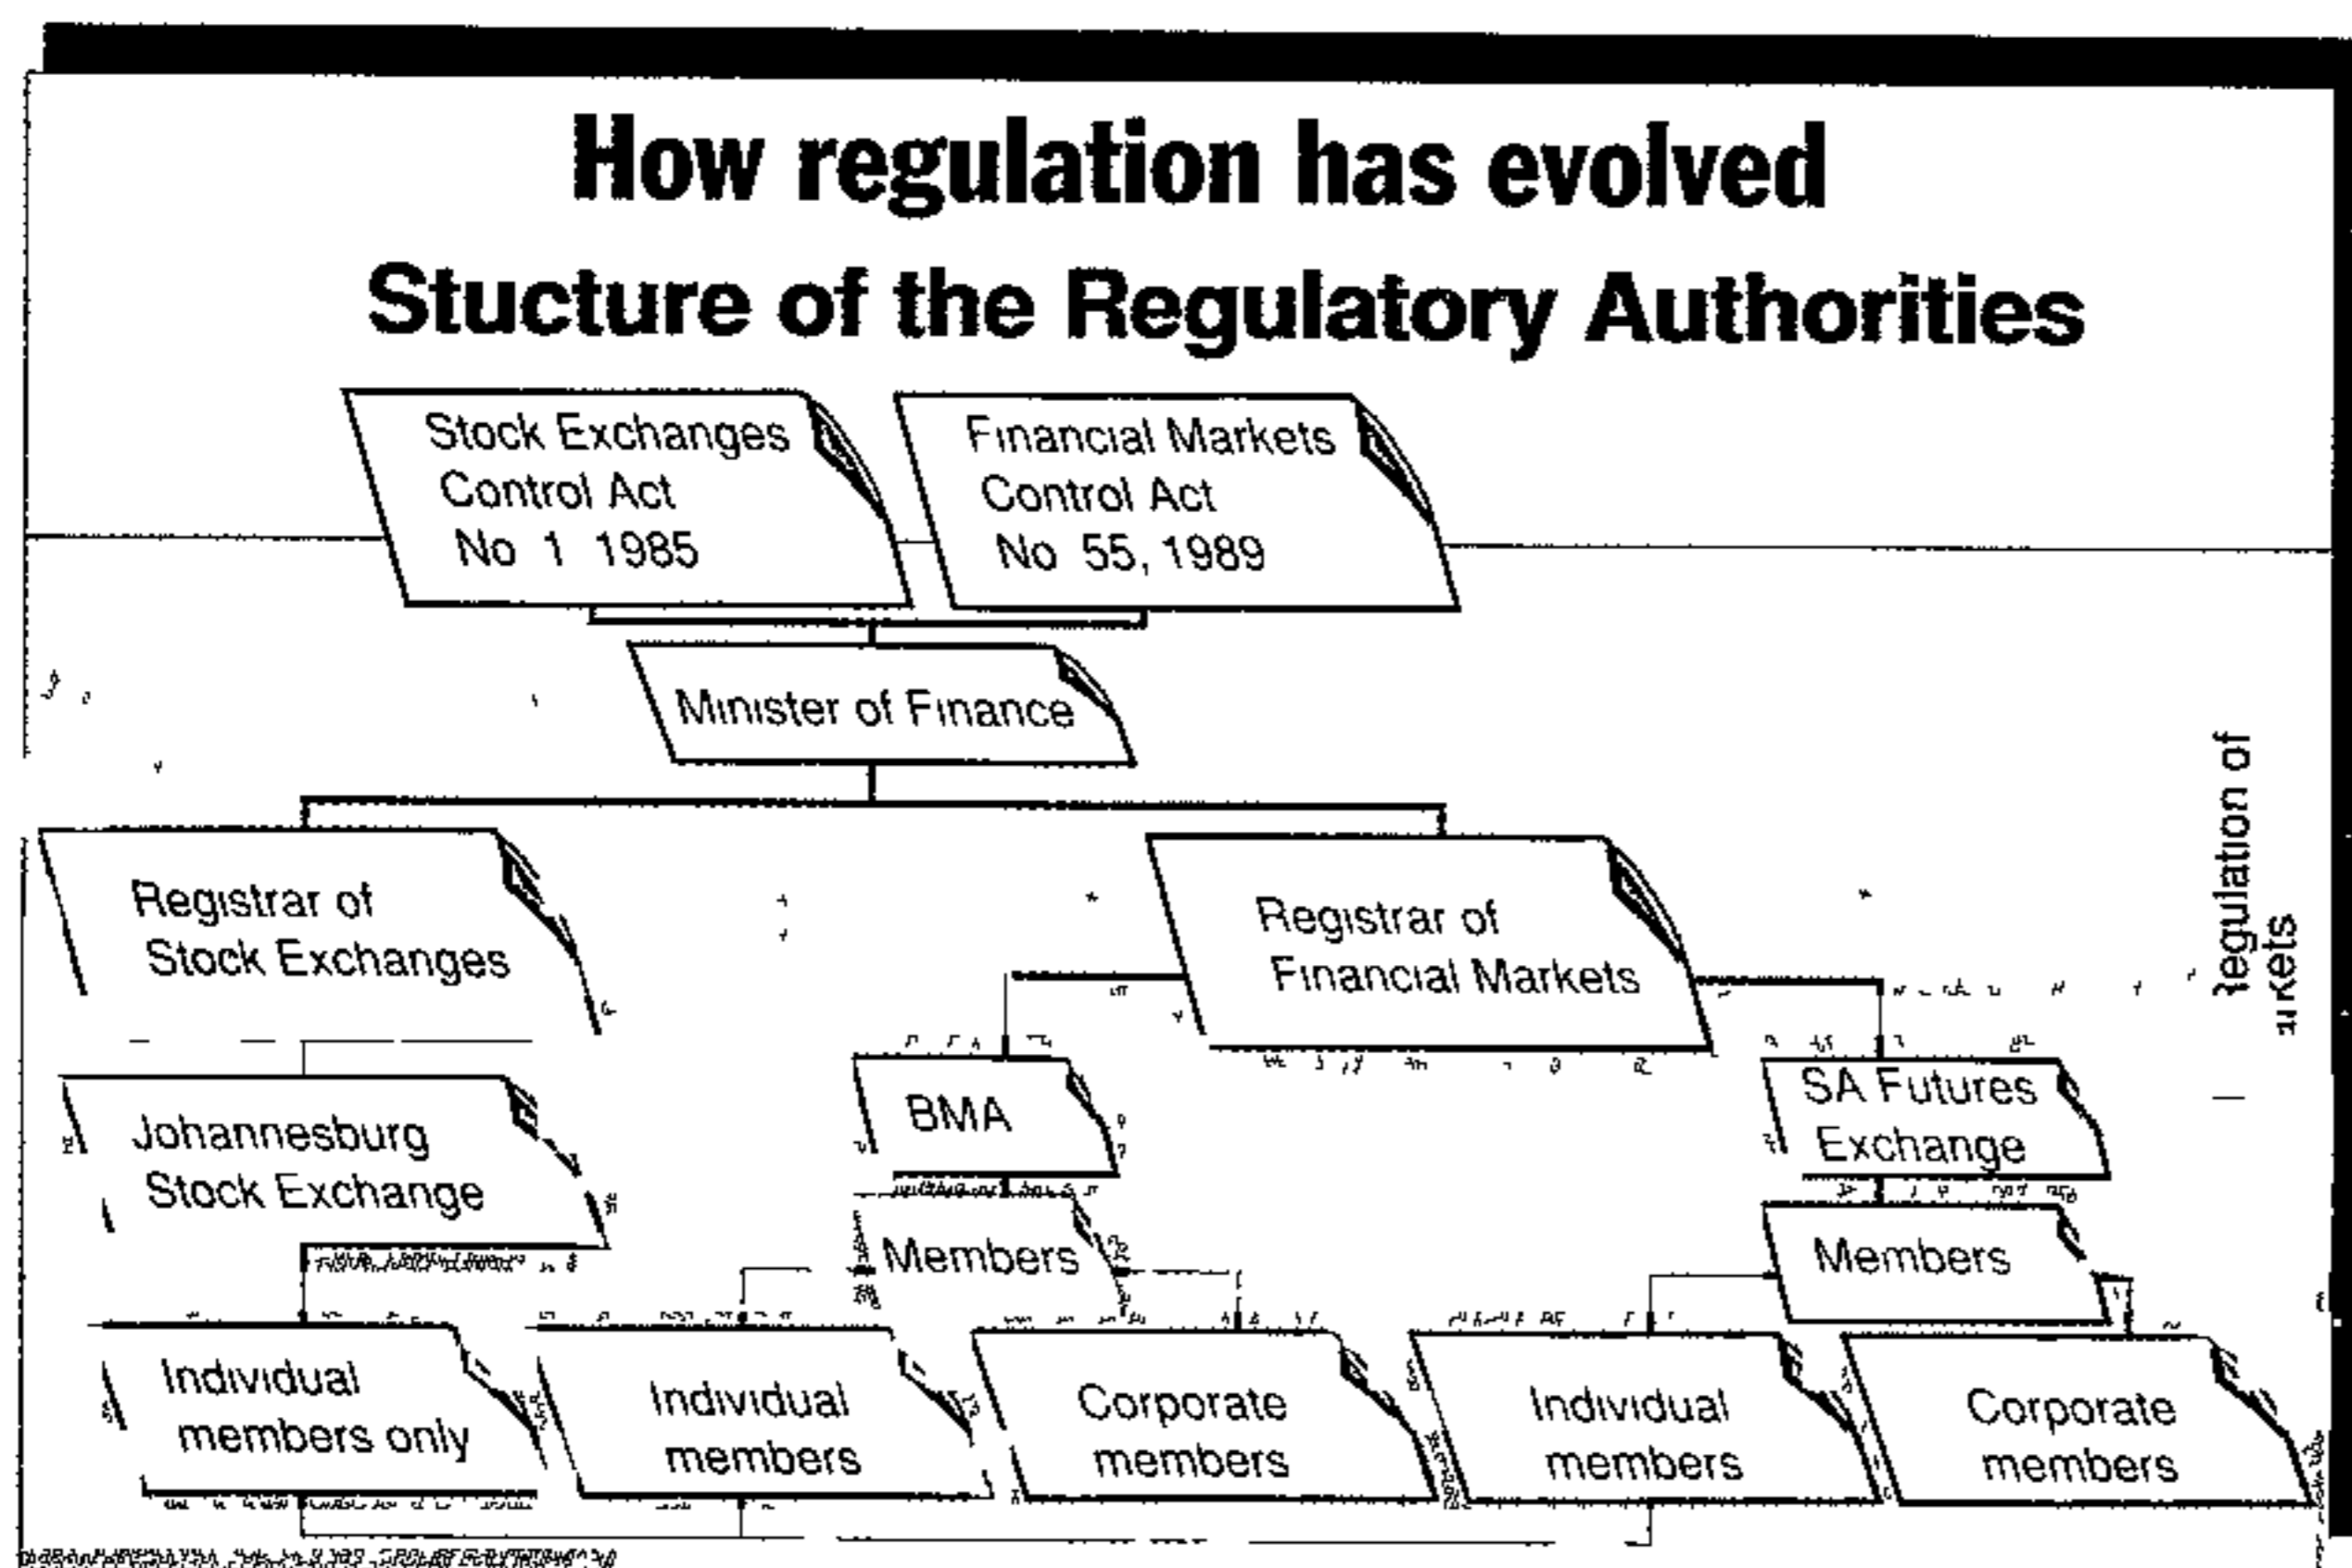 How regulation has evolved
Stucture of the Regulatory Authorities
Stock Exchanges
Control Act
No 1 1985
Financial Markets
Control Act
No 55, 1989
Minister of Finance
Registrar of
Stock Exchanges
Registrar of
Financial Markets
Regulation of
Johannesburg
Stock Exchange
BMA
SA Futures
Exchange
Members
Members
Individual
members only
Individual
members
Corporate
members
Individual
members
Corporate
members